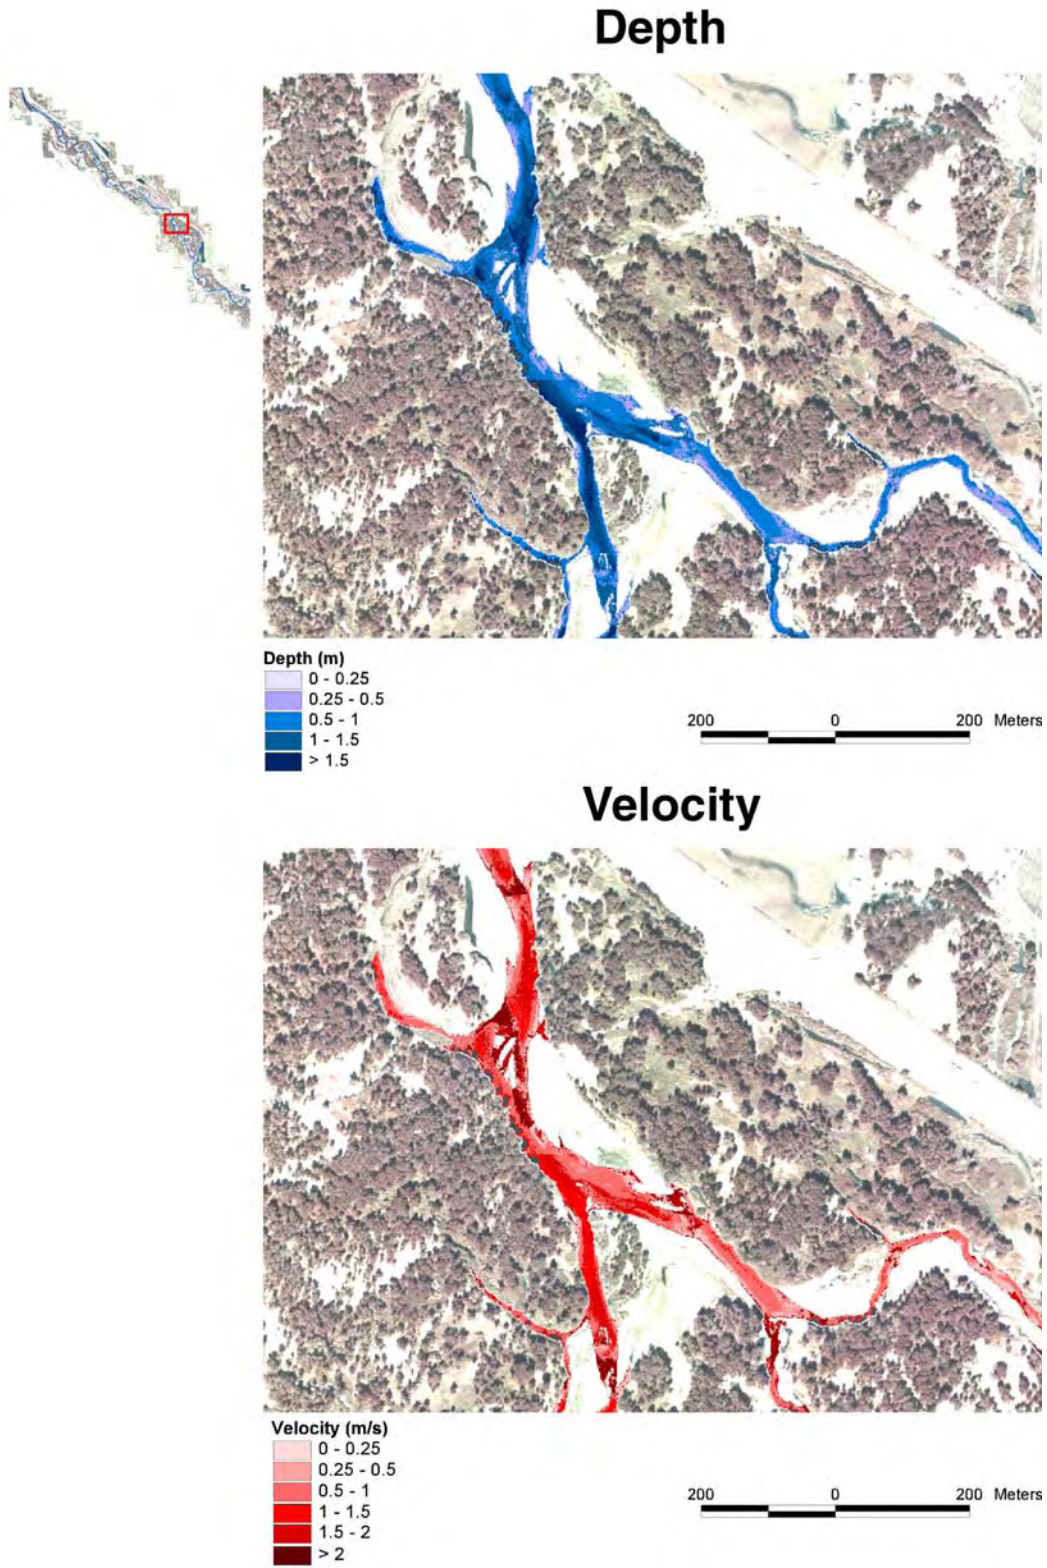 Depth
Depth (m)
0 - 0.25
0.25 - 0.5
0.5 - 1
1 - 1.5
> 1.5
200 0 200 Meters
Velocity
Velocity (m/s)
0 - 0.25
0.25 - 0.5
0.5 - 1
1 - 1.5
1.5 - 2
> 2
200 0 200 Meters